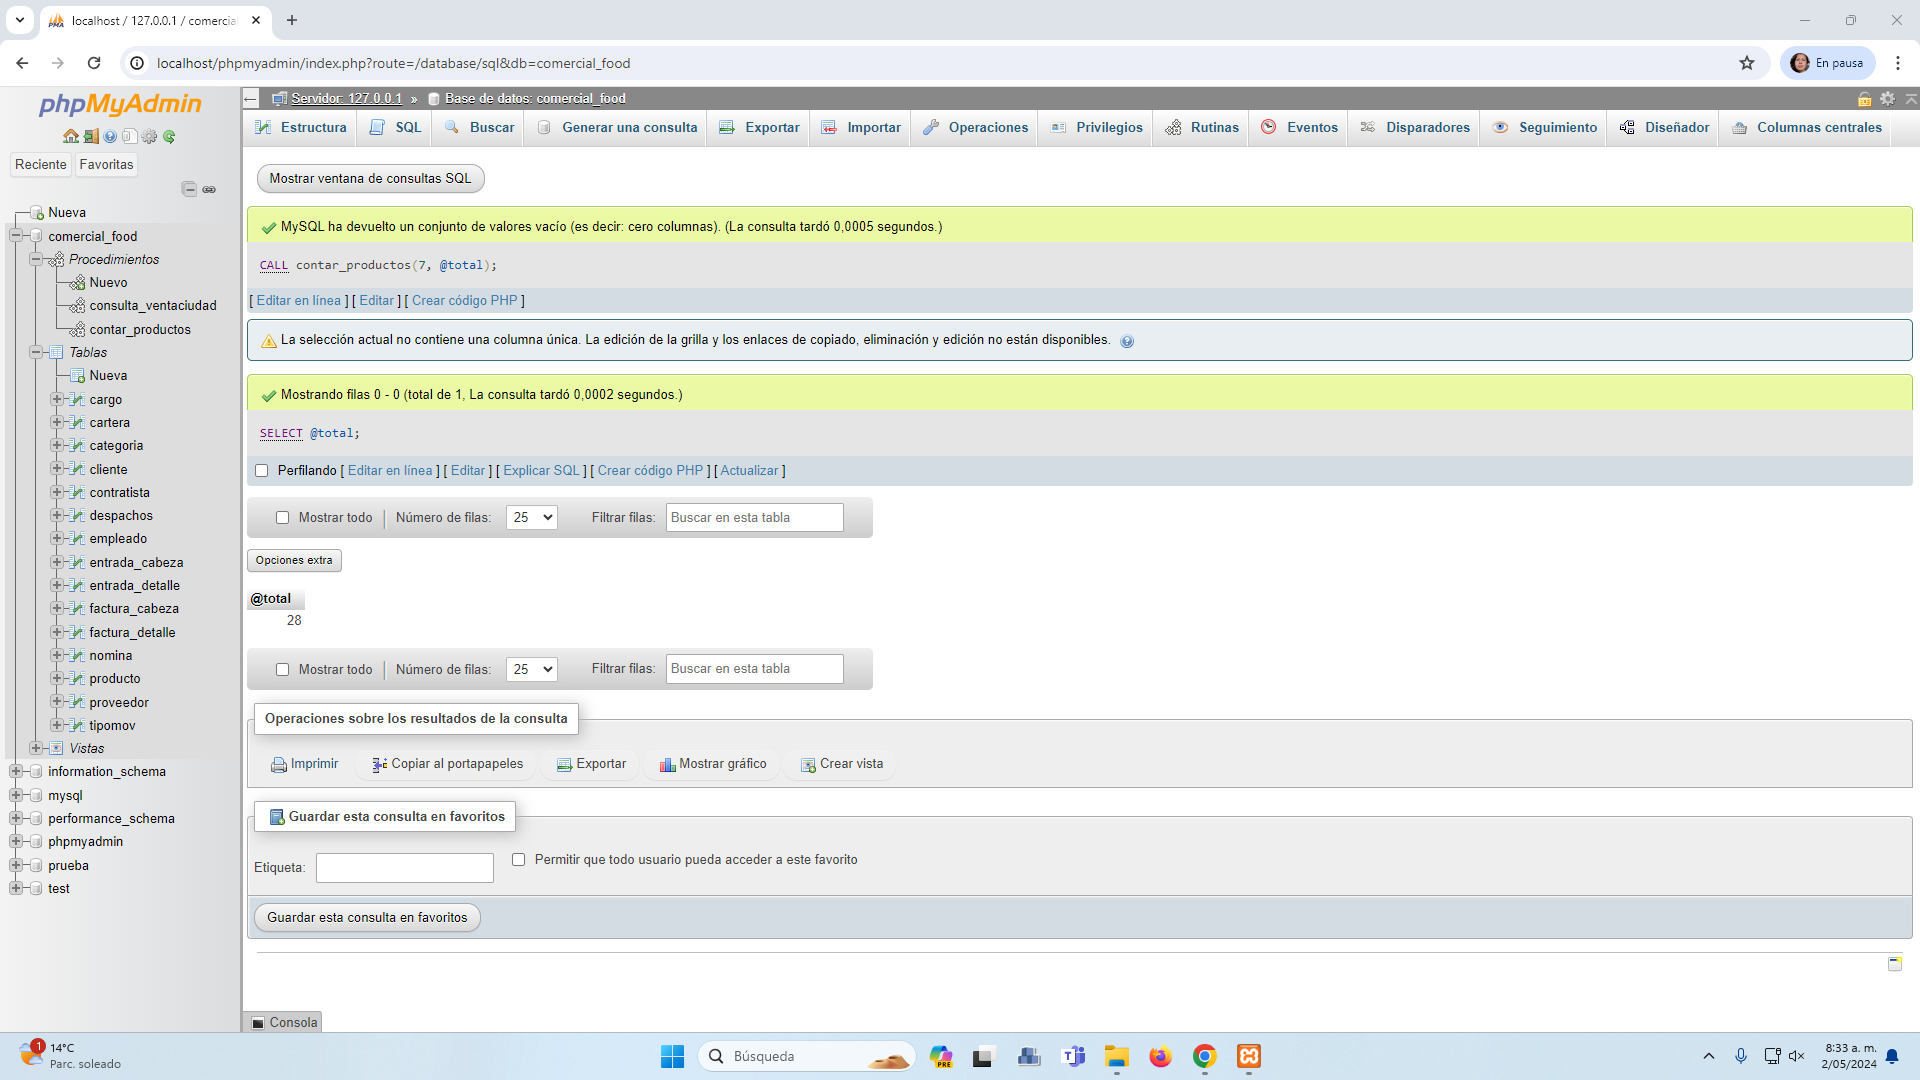 localhost / 127.0.0.1 / comercia
localhost/phpmyadmin/index.php?route=/database/sql&db=comercial_food
En pausa
phpMyAdmin
Reciente
Favoritas
Nueva
comercial_food
Procedimientos
Nuevo
consulta_ventaciudad
contar_productos
Tablas
Nueva
cargo
cartera
categoria
cliente
contratista
despachos
empleado
entrada_cabeza
entrada_detalle
factura_cabeza
factura_detalle
nomina
producto
proveedor
tipomov
Vistas
information_schema
mysql
performance_schema
phpmyadmin
prueba
test
Servidor: 127.0.0.1 » Base de datos: comercial_food
Estructura SQL Buscar Generar una consulta Exportar Importar Operaciones Privilegios Rutinas Eventos Disparadores Seguimiento Diseñador Columnas centrales
Mostrar ventana de consultas SQL
MySQL ha devuelto un conjunto de valores vacío (es decir: cero columnas). (La consulta tardó 0,0005 segundos.)
CALL contar_productos(7, @total);
[ Editar en línea ] [ Editar ] [ Crear código PHP ]
La selección actual no contiene una columna única. La edición de la grilla y los enlaces de copiado, eliminación y edición no están disponibles.
Mostrando filas 0 - 0 (total de 1, La consulta tardó 0,0002 segundos.)
SELECT @total;
Perfilando [ Editar en línea ] [ Editar ] [ Explicar SQL ] [ Crear código PHP ] [ Actualizar ]
Mostrar todo Número de filas: 25 Filtrar filas: Buscar en esta tabla
Opciones extra
@total
28
Mostrar todo Número de filas: 25 Filtrar filas: Buscar en esta tabla
Operaciones sobre los resultados de la consulta
Imprimir Copiar al portapapeles Exportar Mostrar gráfico Crear vista
Guardar esta consulta en favoritos
Etiqueta: Permitir que todo usuario pueda acceder a este favorito
Guardar esta consulta en favoritos
Consola
1
14°C
Parc. soleado
Búsqueda
PRE
8:33 a. m.
2/05/2024